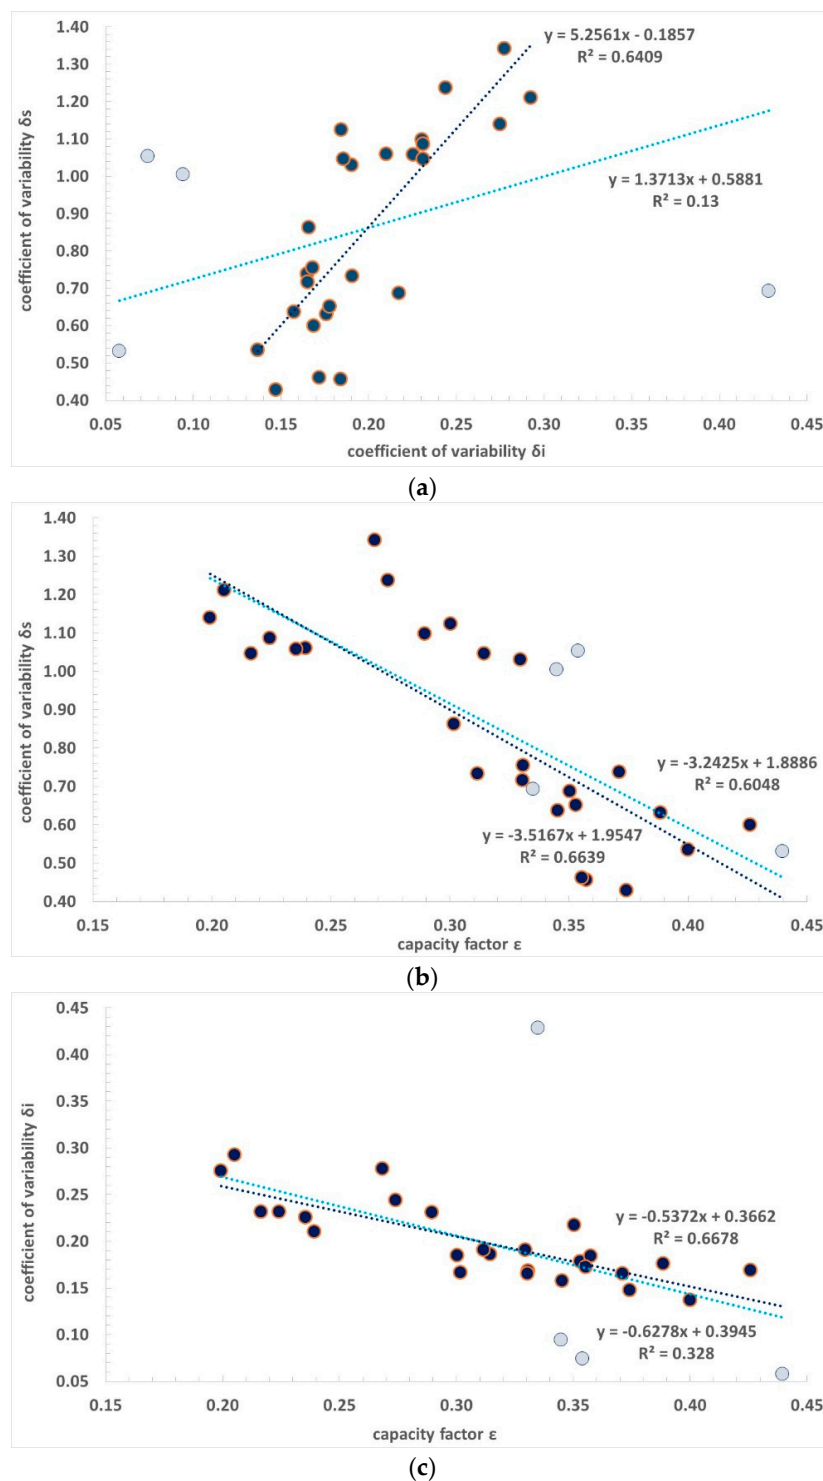 1.40
1.30
1.20
1.10
1.00
0.90
0.80
0.70
0.60
0.50
0.40
coefficient of variability δs
y = 5.2561x - 0.1857
R² = 0.6409
y = 1.3713x + 0.5881
R² = 0.13
0.05 0.10 0.15 0.20 0.25 0.30 0.35 0.40 0.45
coefficient of variability δi
(a)
1.40
1.30
1.20
1.10
1.00
0.90
0.80
0.70
0.60
0.50
0.40
coefficient of variability δs
y = -3.2425x + 1.8886
R² = 0.6048
y = -3.5167x + 1.9547
R² = 0.6639
0.15 0.20 0.25 0.30 0.35 0.40 0.45
capacity factor ε
(b)
0.45
0.40
0.35
0.30
0.25
0.20
0.15
0.10
0.05
coefficient of variability δi
y = -0.5372x + 0.3662
R² = 0.6678
y = -0.6278x + 0.3945
R² = 0.328
0.15 0.20 0.25 0.30 0.35 0.40 0.45
capacity factor ε
(c)